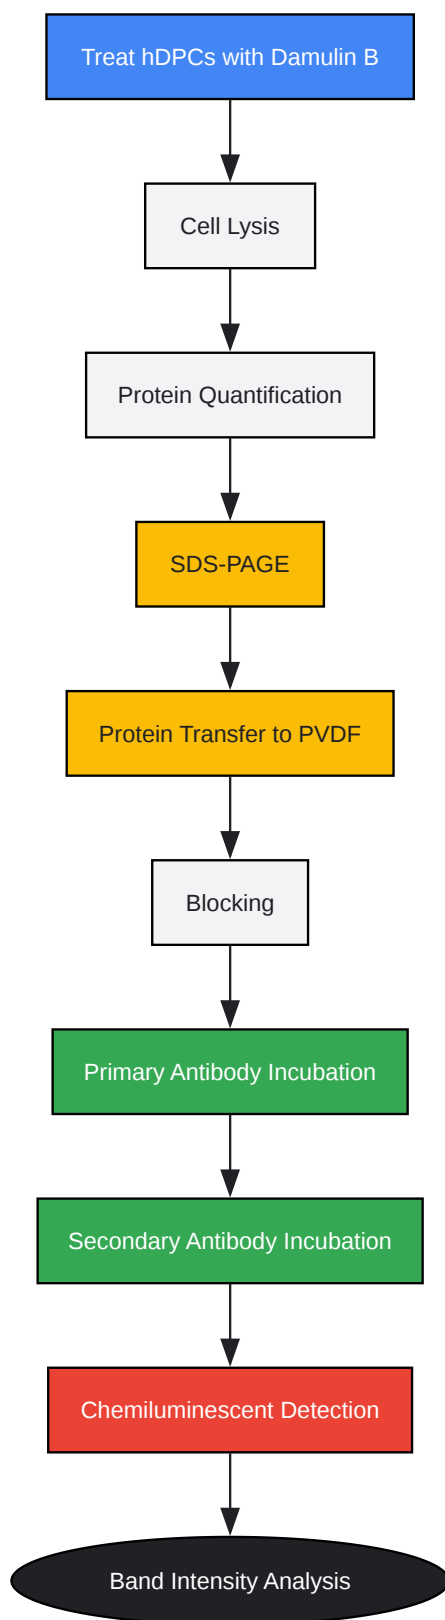 Treat hDPCs with Damulin B
Cell Lysis
Protein Quantification
SDS-PAGE
Protein Transfer to PVDF
Blocking
Primary Antibody Incubation
Secondary Antibody Incubation
Chemiluminescent Detection
Band Intensity Analysis